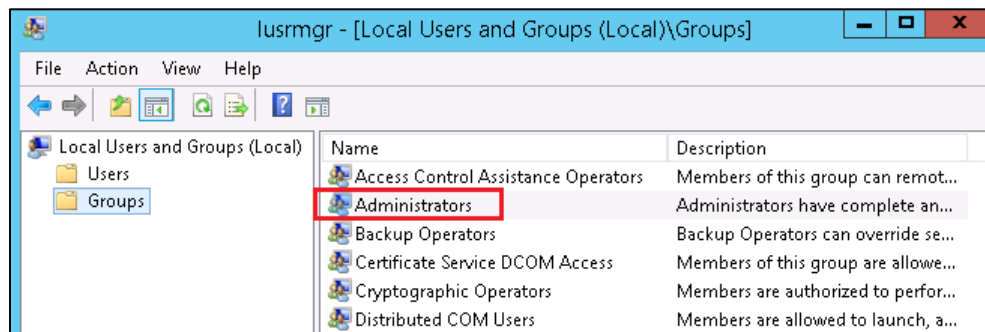 lusrmgr - [Local Users and Groups (Local)\Groups]
File Action View Help
Local Users and Groups (Local)
Users
Groups
Name Description
Access Control Assistance Operators Members of this group can remot...
Administrators Administrators have complete an...
Backup Operators Backup Operators can override se...
Certificate Service DCOM Access Members of this group are allowe...
Cryptographic Operators Members are authorized to perfor...
Distributed COM Users Members are allowed to launch, a...